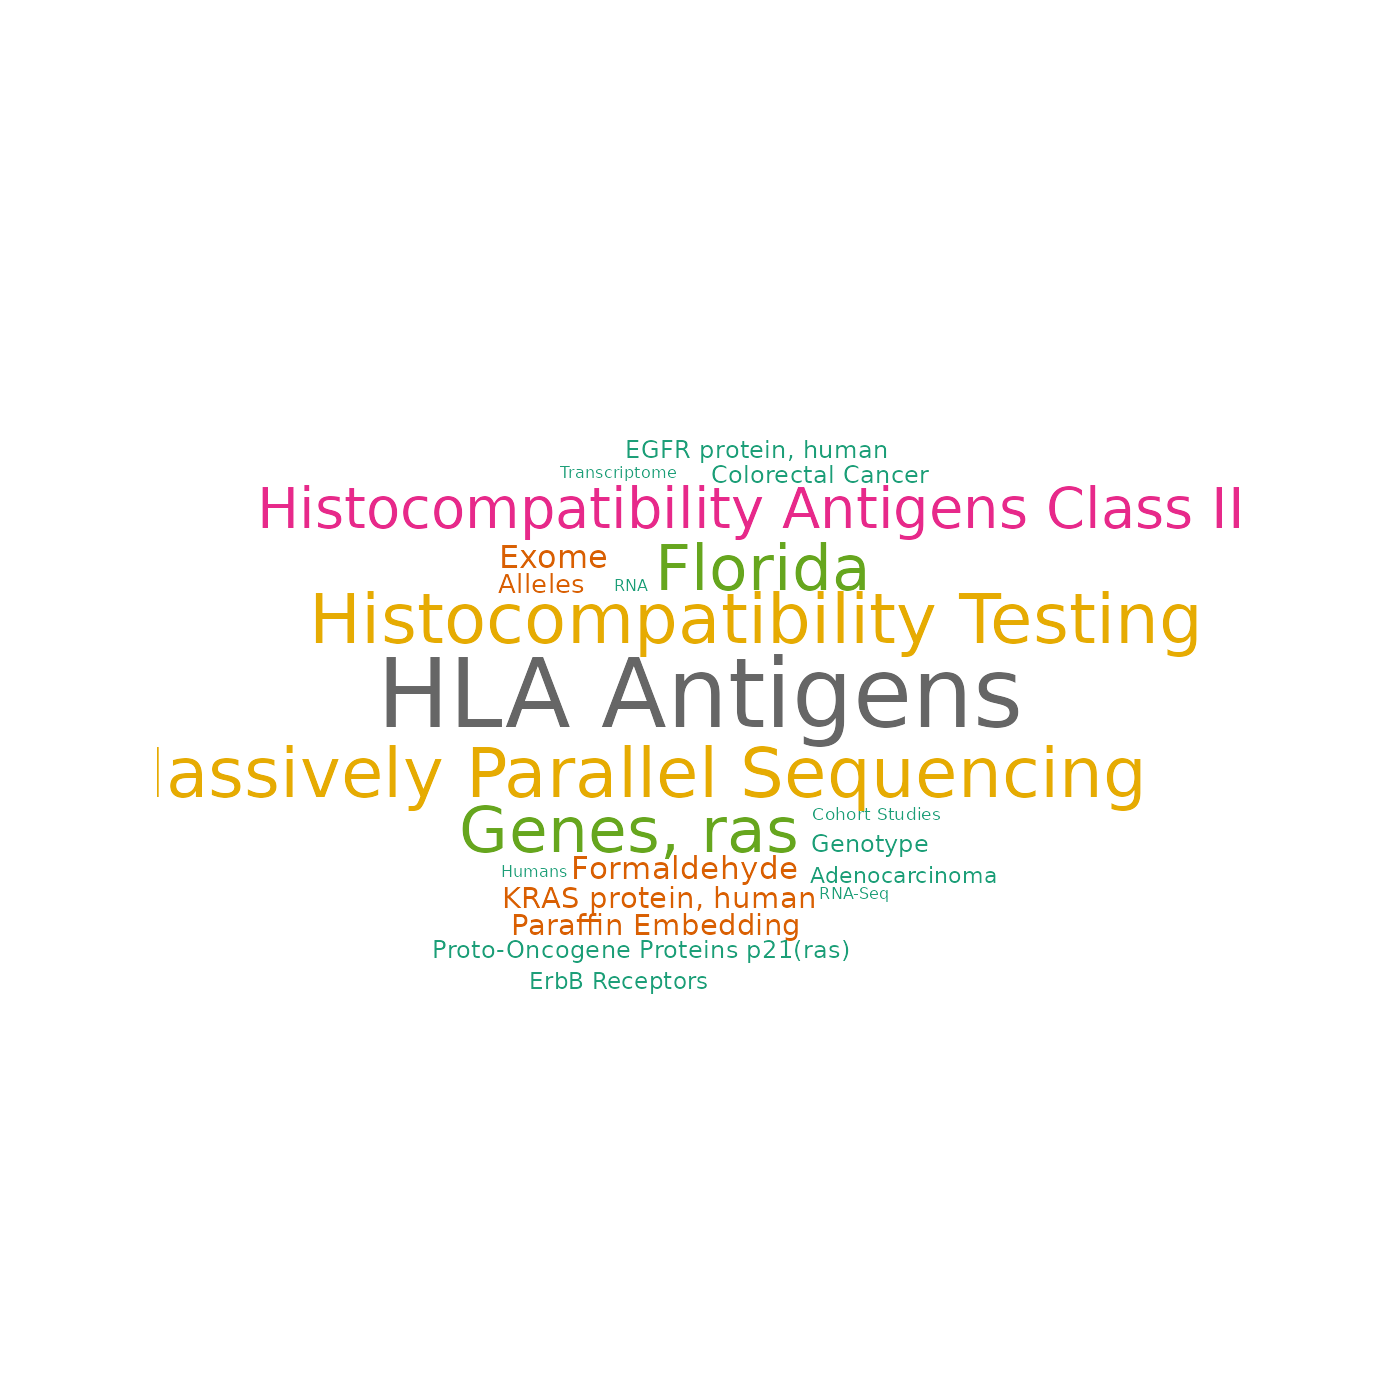 EGFR protein, human
Transcriptome
Colorectal Cancer
Histocompatibility Antigens Class II
Exome
Florida
Alleles
RNA
Histocompatibility Testing
HLA Antigens
lassively Parallel Sequencing
Genes, ras
Cohort Studies
Genotype
Humans
Formaldehyde
Adenocarcinoma
KRAS protein, human
RNA-Seq
Paraffin Embedding
Proto-Oncogene Proteins p21(ras)
ErbB Receptors